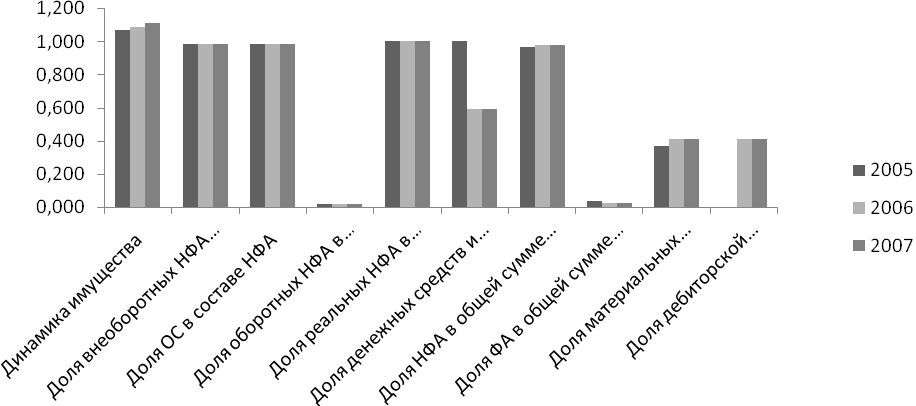 1,200
1,000
0,800
0,600
0,400
0,200
0,000
Динамика имущества
Доля внеоборотных НФА...
Доля ОС в составе НФА
Доля оборотных НФА в...
Доля реальных НФА в...
Доля денежных средств и...
Доля НФА в общей сумме...
Доля ФА в общей сумме...
Доля материальных...
Доля дебиторской...
2005
2006
2007